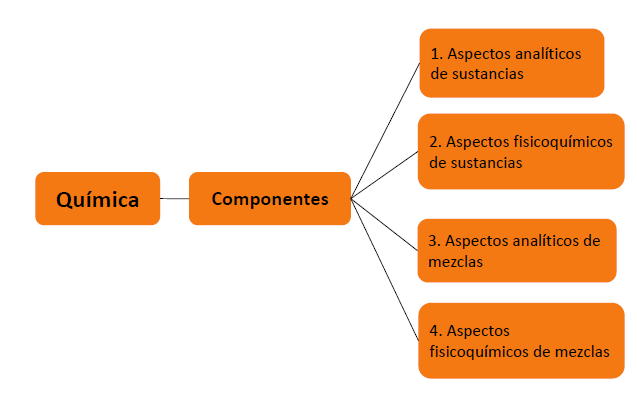 Química
Componentes
1. Aspectos analíticos
de sustancias
2. Aspectos fisicoquímicos
de sustancias
3. Aspectos analíticos de
mezclas
4. Aspectos
fisicoquímicos de mezclas